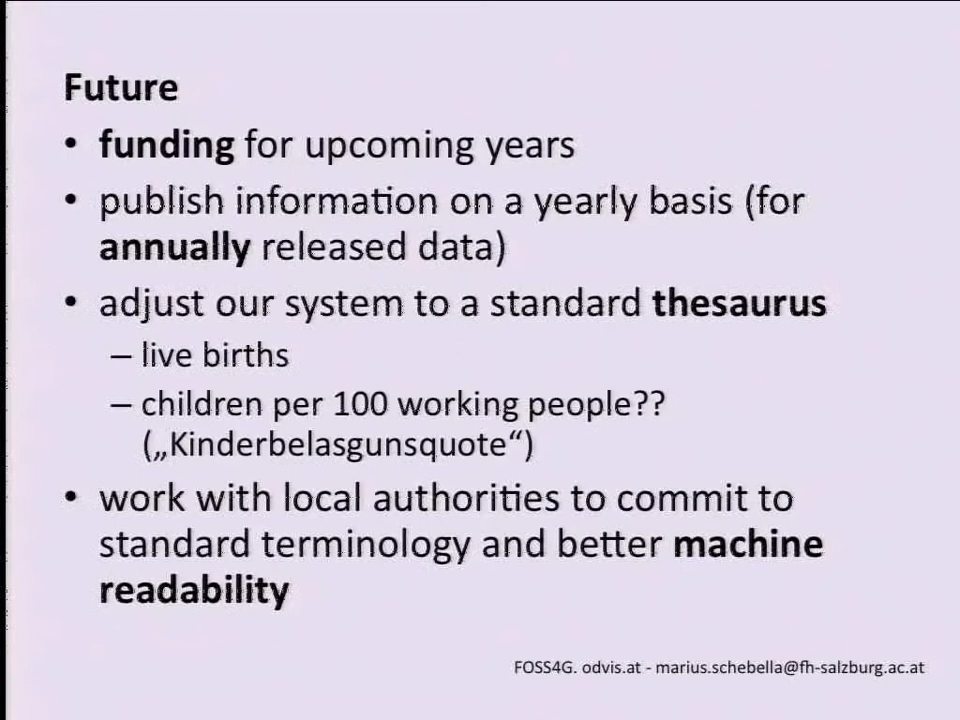 Future
• funding for upcoming years
• publish information on a yearly basis (for
annually released data)
• adjust our system to a standard thesaurus
– live births
– children per 100 working people??
(„Kinderbelasgunsquote“)
• work with local authorities to commit to
standard terminology and better machine
readability
FOSS4G. odvis.at - marius.schebella@fh-salzburg.ac.at